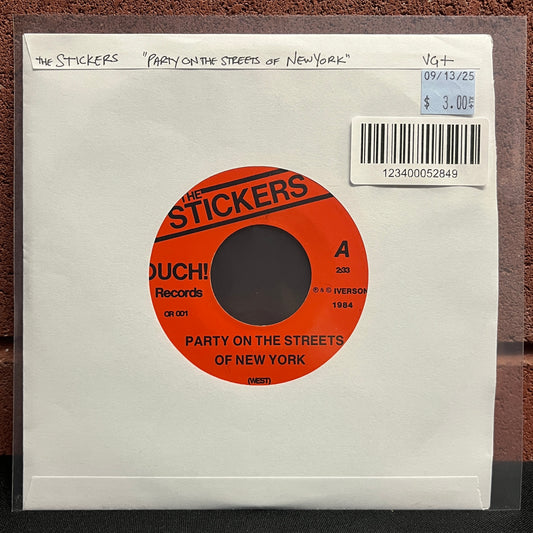 THE STICKERS "PARTY ON THE STREETS OF NEW YORK" VG+
09/13/25
$ 3.00
123400052849
THE
STICKERS
OUCH!
Records
OR 001
A
2:33
℗ & © IVERSON
1984
PARTY ON THE STREETS
OF NEW YORK
(WEST)